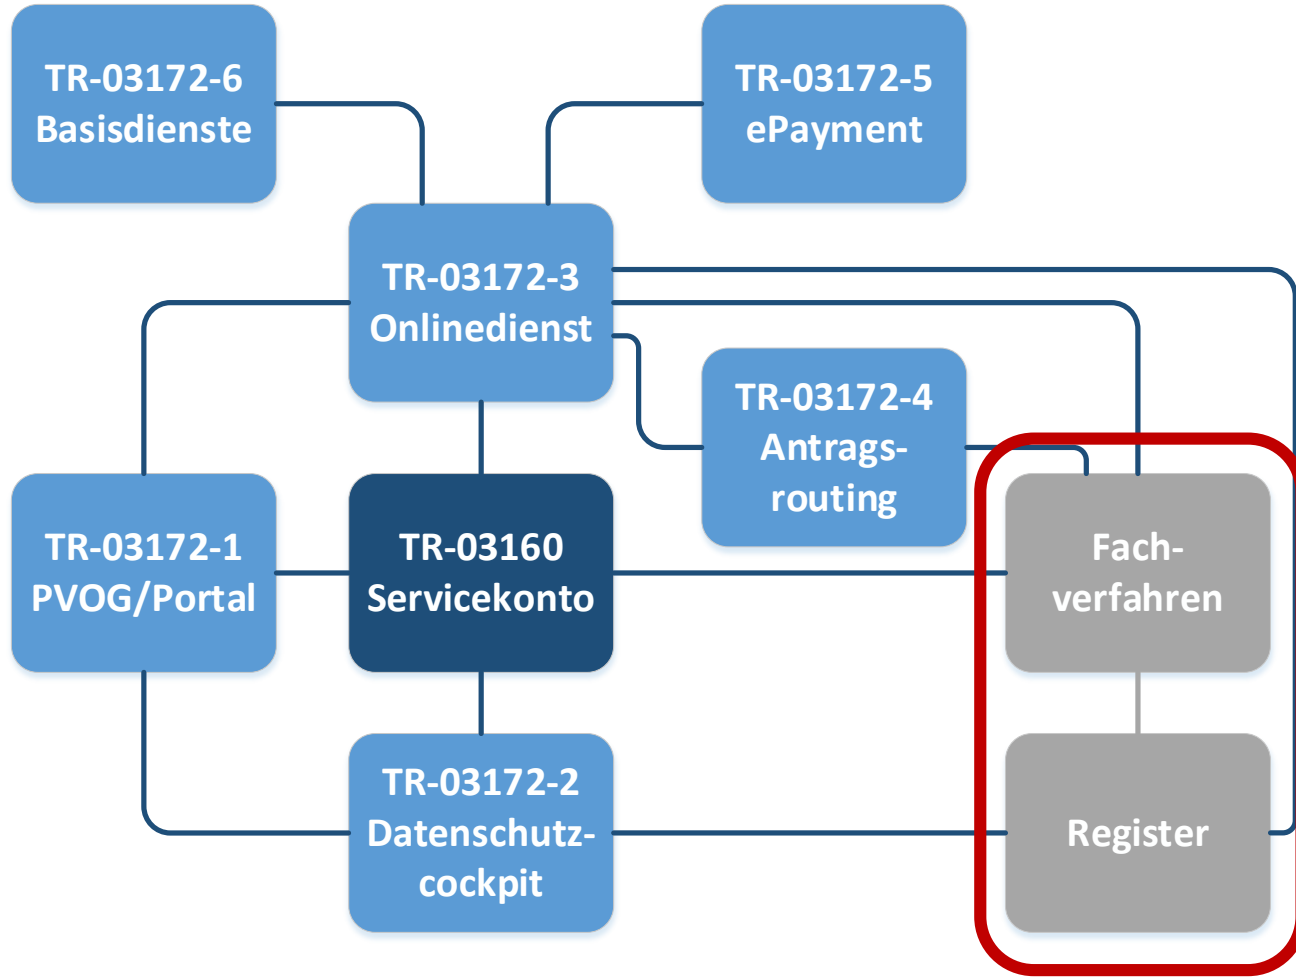 TR-03172-6
Basisdienste
TR-03172-5
ePayment
TR-03172-3
Onlinedienst
TR-03172-4
Antrags-
routing
TR-03172-1
PVOG/Portal
TR-03160
Servicekonto
Fach-
verfahren
TR-03172-2
Datenschutz-
cockpit
Register